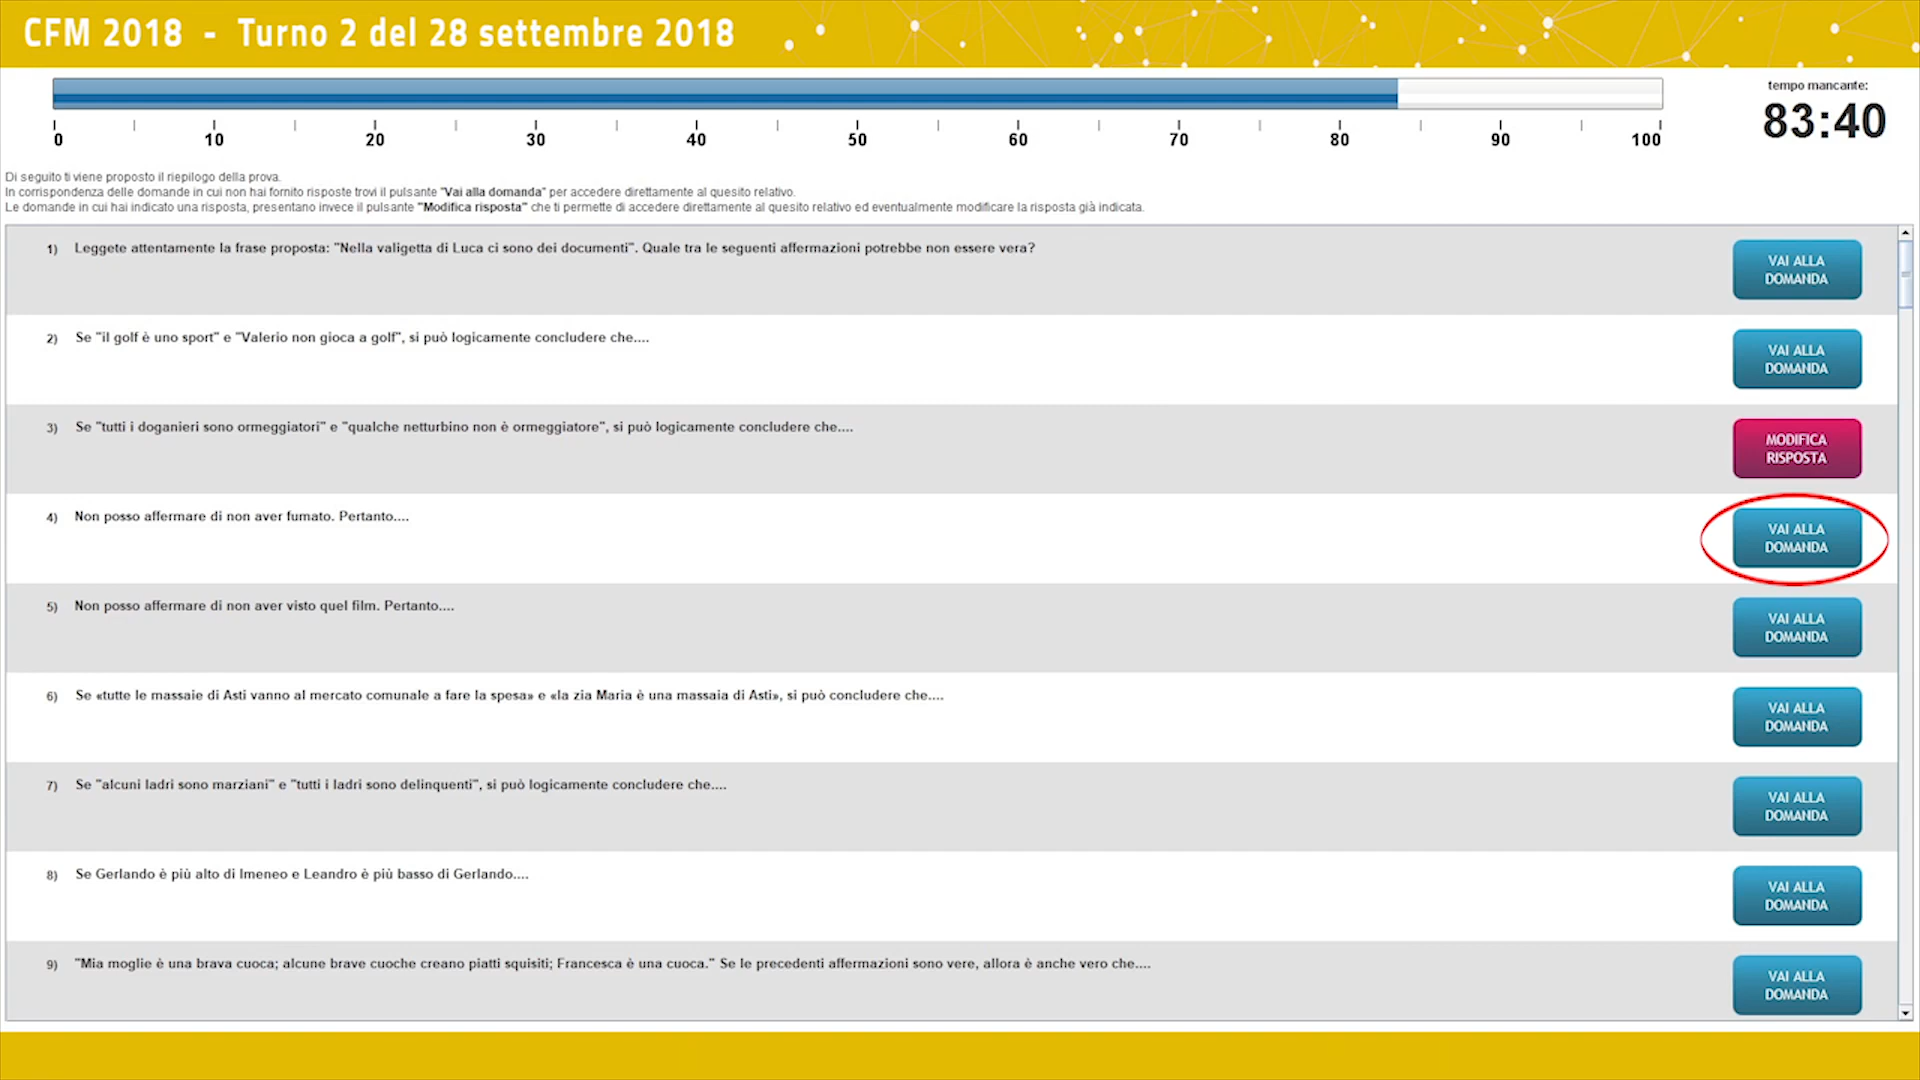 CFM 2018 - Turno 2 del 28 settembre 2018
tempo mancante:
83:40
0 10 20 30 40 50 60 70 80 90 100
Di seguito ti viene proposto il riepilogo della prova.
In corrispondenza delle domande in cui non hai fornito risposte trovi il pulsante "Vai alla domanda" per accedere direttamente al quesito relativo.
Le domande in cui hai indicato una risposta, presentano invece il pulsante "Modifica risposta" che ti permette di accedere direttamente al quesito relativo ed eventualmente modificare la risposta già indicata.
1) Leggete attentamente la frase proposta: "Nella valigetta di Luca ci sono dei documenti". Quale tra le seguenti affermazioni potrebbe non essere vera?
VAI ALLA
DOMANDA
2) Se "il golf è uno sport" e "Valerio non gioca a golf", si può logicamente concludere che....
VAI ALLA
DOMANDA
3) Se "tutti i doganieri sono ormeggiatori" e "qualche netturbino non è ormeggiatore", si può logicamente concludere che....
MODIFICA
RISPOSTA
4) Non posso affermare di non aver fumato. Pertanto....
VAI ALLA
DOMANDA
5) Non posso affermare di non aver visto quel film. Pertanto....
VAI ALLA
DOMANDA
6) Se «tutte le massaie di Asti vanno al mercato comunale a fare la spesa» e «la zia Maria è una massaia di Asti», si può concludere che....
VAI ALLA
DOMANDA
7) Se "alcuni ladri sono marziani" e "tutti i ladri sono delinquenti", si può logicamente concludere che....
VAI ALLA
DOMANDA
8) Se Gerlando è più alto di Imeneo e Leandro è più basso di Gerlando....
VAI ALLA
DOMANDA
9) "Mia moglie è una brava cuoca; alcune brave cuoche creano piatti squisiti; Francesca è una cuoca." Se le precedenti affermazioni sono vere, allora è anche vero che....
VAI ALLA
DOMANDA